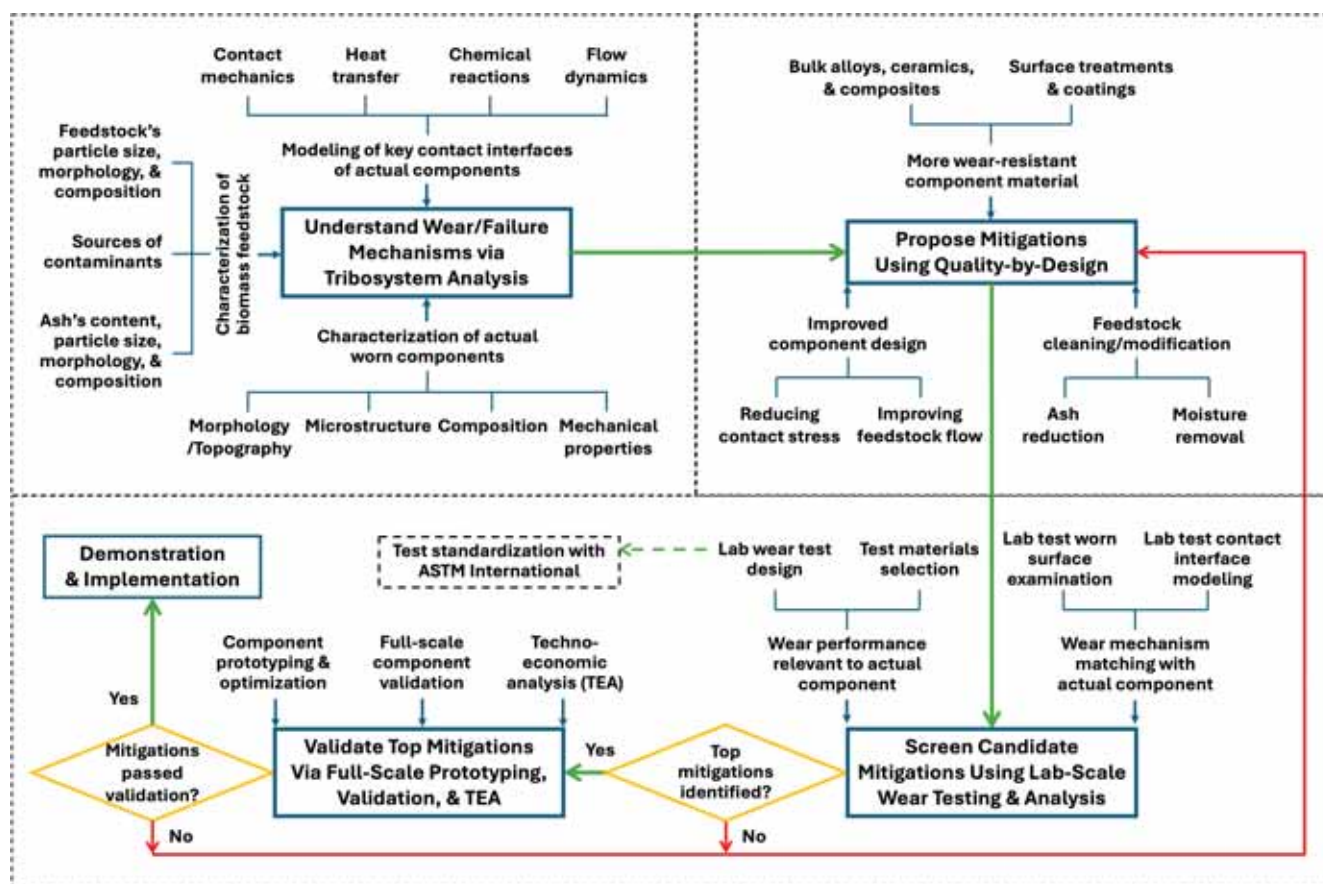 Contact
mechanics
Heat
transfer
Chemical
reactions
Flow
dynamics
Feedstock's
particle size,
morphology, &
composition
Sources of
contaminants
Ash's content,
particle size,
morphology, &
composition
Characterization of
biomass feedstock
Modeling of key contact interfaces
of actual components
Understand Wear/Failure
Mechanisms via
Tribosystem Analysis
Characterization of actual
worn components
Morphology
/Topography
Microstructure
Composition
Mechanical
properties
Bulk alloys, ceramics,
& composites
Surface treatments
& coatings
More wear-resistant
component material
Propose Mitigations
Using Quality-by-Design
Improved
component design
Feedstock
cleaning/modification
Reducing
contact stress
Improving
feedstock flow
Ash
reduction
Moisture
removal
Demonstration
& Implementation
Test standardization with
ASTM International
Lab wear test
design
Test materials
selection
Lab test worn
surface
examination
Lab test contact
interface
modeling
Component
prototyping &
optimization
Full-scale
component
validation
Techno-
economic
analysis (TEA)
Wear performance
relevant to actual
component
Wear mechanism
matching with
actual component
Yes
Mitigations
passed
validation?
No
Validate Top Mitigations
Via Full-Scale Prototyping,
Validation, & TEA
Yes
Top
mitigations
identified?
No
Screen Candidate
Mitigations Using Lab-Scale
Wear Testing & Analysis